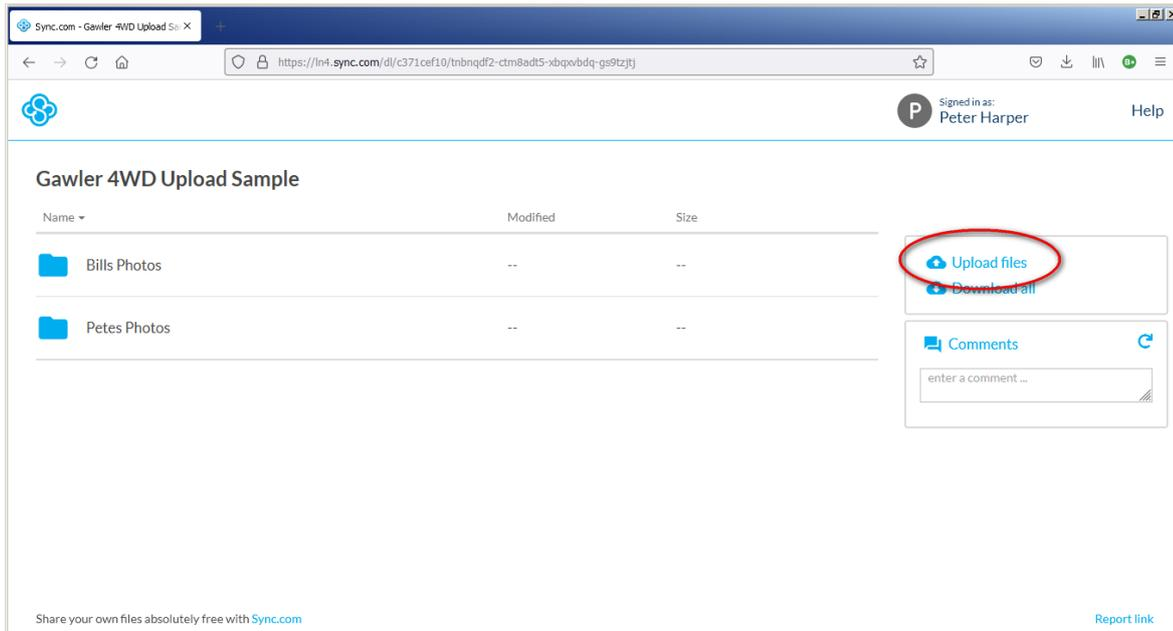 Sync.com - Gawler 4WD Upload Sa
https://ln4.sync.com/dl/c371cef10/tnbnqdf2-ctm8adt5-xbqxvbdq-gs9tzjtj
P
Signed in as:
Peter Harper
Help
Gawler 4WD Upload Sample
Name Modified Size
Bills Photos -- --
Petes Photos -- --
Upload files
Download all
Comments
enter a comment ...
Share your own files absolutely free with Sync.com
Report link